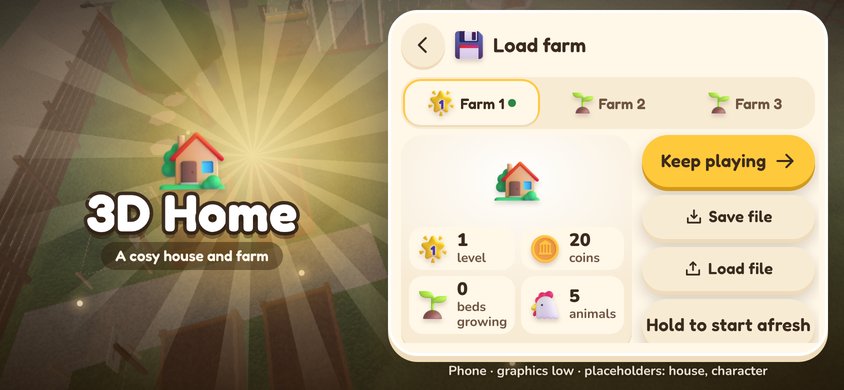 Load farm
1 Farm 1
Farm 2
Farm 3
3D Home
A cosy house and farm
Keep playing
Save file
Load file
Hold to start afresh
1
1
level
20
coins
0
beds
growing
5
animals
Phone · graphics low · placeholders: house, character